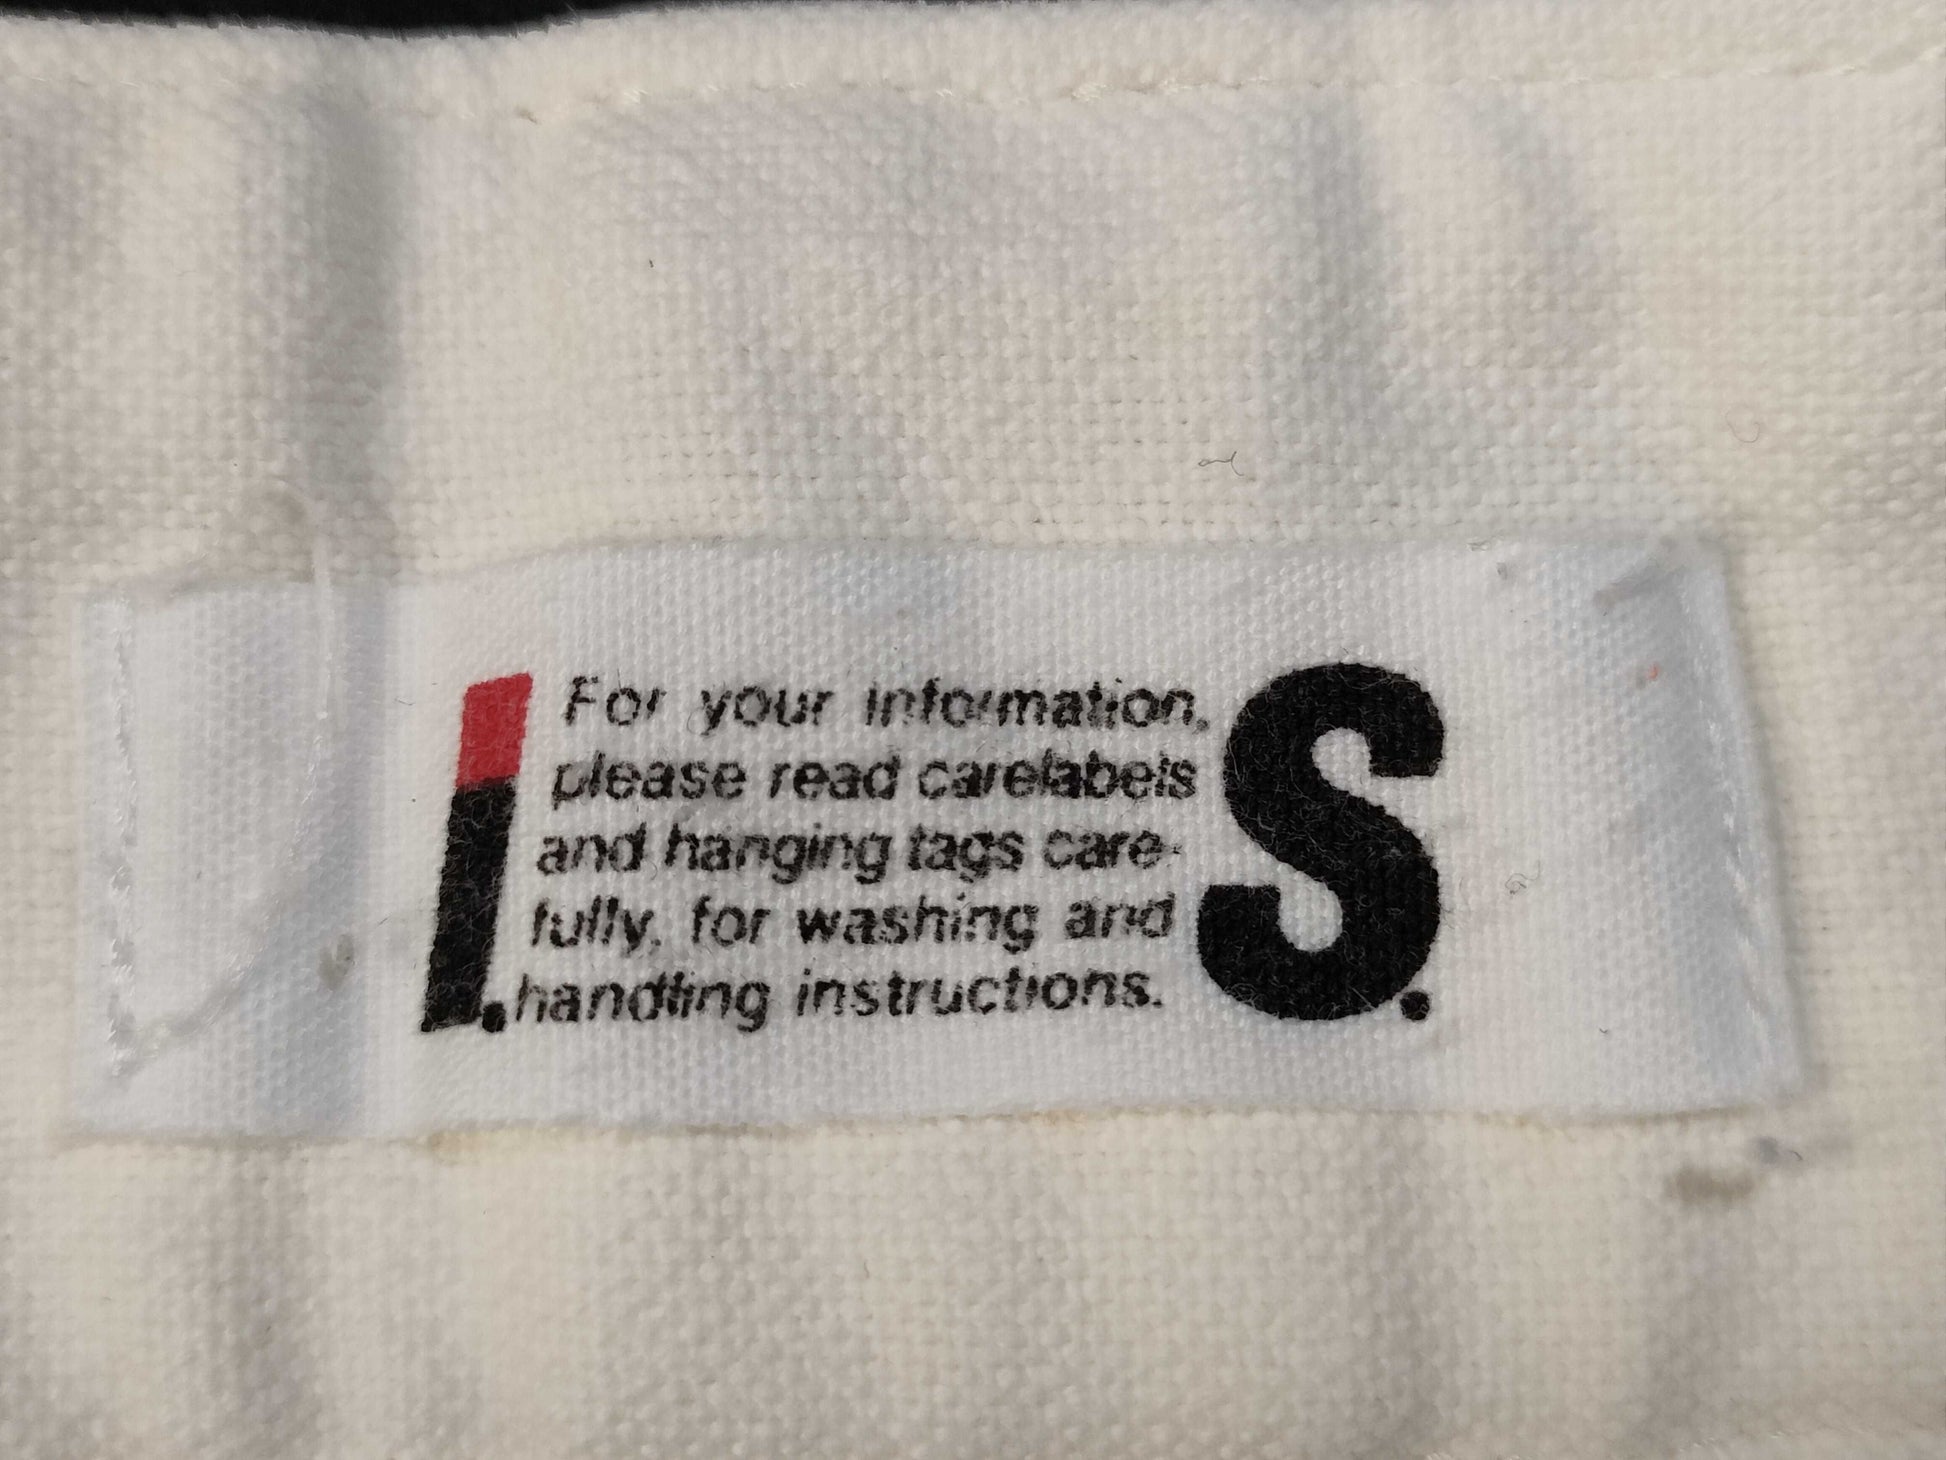 I. S.
For your information,
please read carelabels
and hanging tags care-
fully, for washing and
handling instructions.